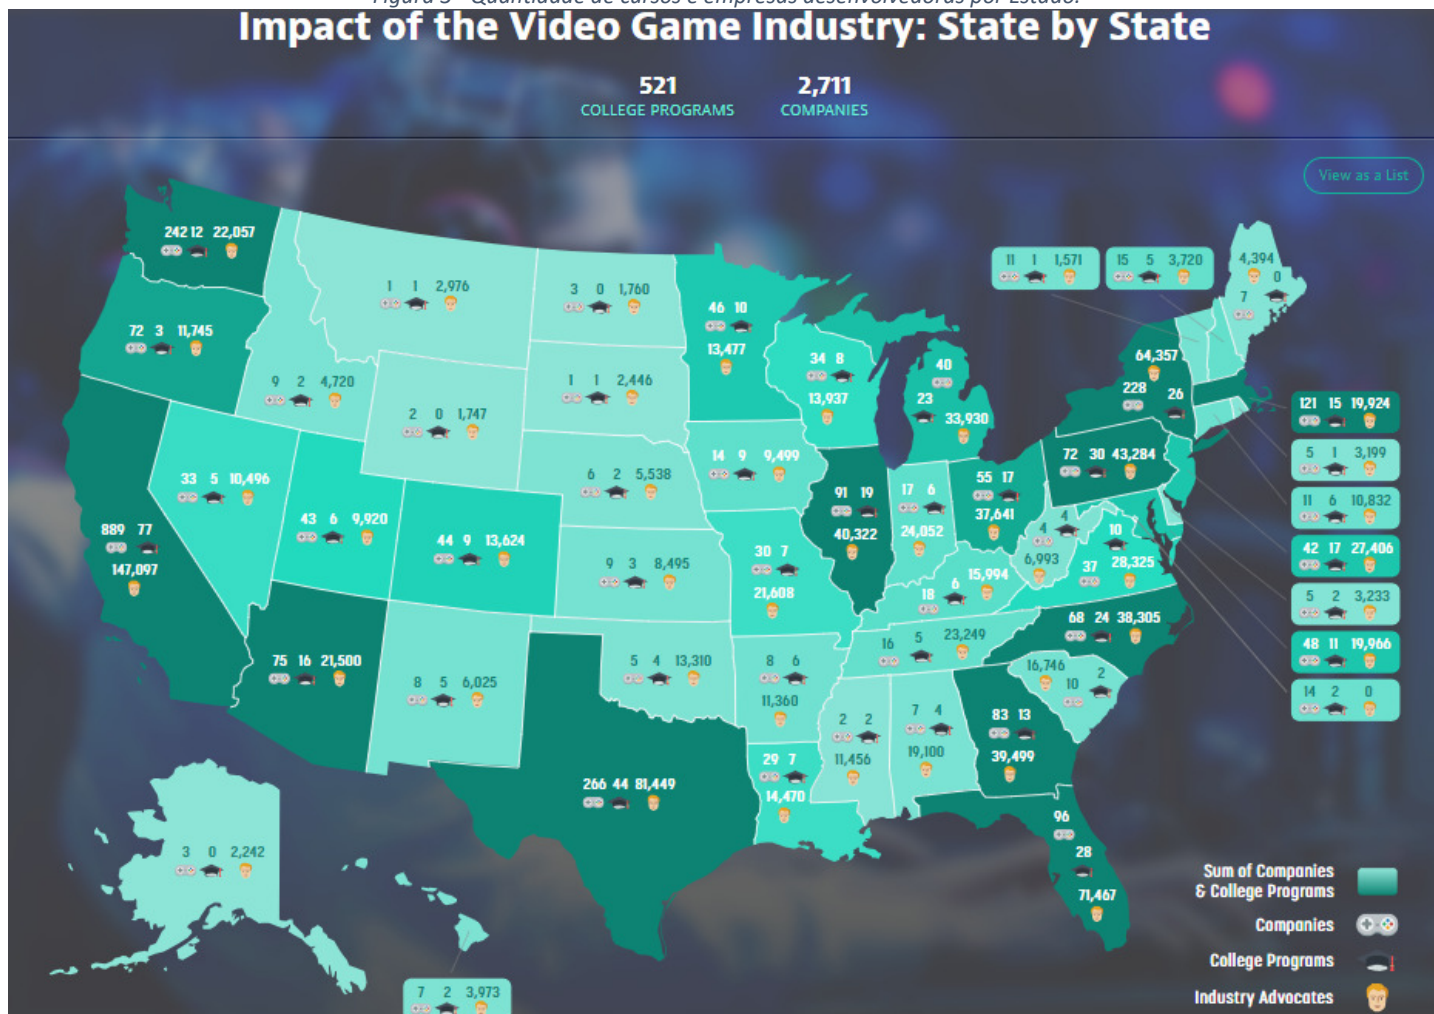 Figura 3 - Quantidade de cursos e empresas desenvolvedoras por Estado.
Impact of the Video Game Industry: State by State
521 2,711
COLLEGE PROGRAMS COMPANIES
View as a List
242 12 22,057
72 3 11,745
9 2 4,720
1 1 2,976
3 0 1,760
1 1 2,446
2 0 1,747
6 2 5,538
33 5 10,496
43 6 9,920
44 9 13,624
889 77
147,097
9 3 8,495
75 16 21,500
8 5 6,025
5 4 13,310
266 44 81,449
46 10
13,477
34 8
13,937
14 9 9,499
30 7
21,608
8 6
11,360
29 7
14,470
91 19
40,322
40
23
33,930
17 6
24,052
55 17
37,641
6 15,994
18
16 5 23,249
2 2
11,456
7 4
19,100
83 13
39,499
96
28
71,467
16,746 2
10
68 24 38,305
4 4
6,993
10
37 28,325
72 30 43,284
64,357
228 26
11 1 1,571
15 5 3,720
4,394
0
7
121 15 19,924
5 1 3,199
11 6 10,832
42 17 27,406
5 2 3,233
48 11 19,966
14 2 0
3 0 2,242
7 2 3,973
Sum of Companies
& College Programs
Companies
College Programs
Industry Advocates